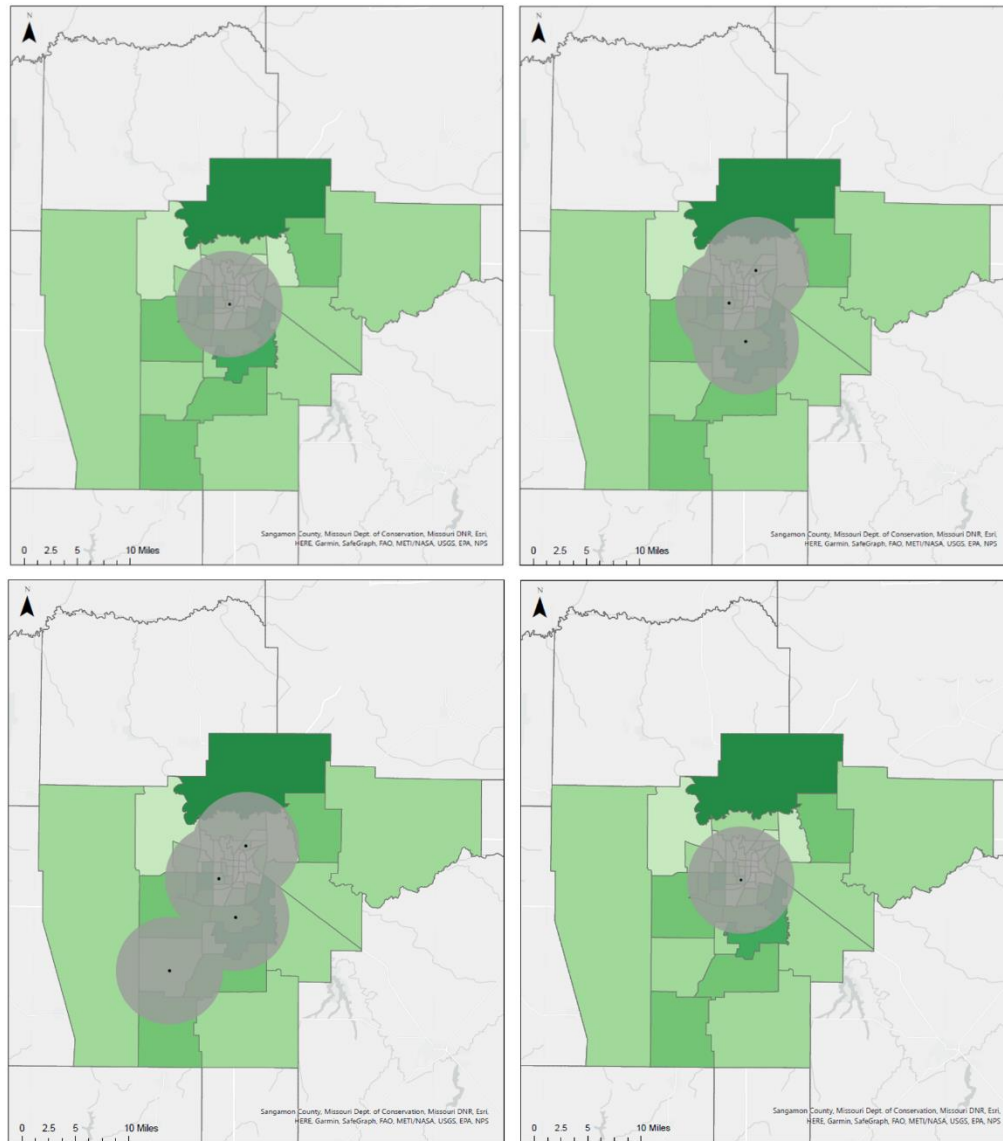 N
Sangamon County, Missouri Dept. of Conservation, Missouri DNR, Esri,
HERE, Garmin, SafeGraph, FAO, METI/NASA, USGS, EPA, NPS
0 2.5 5 10 Miles
N
Sangamon County, Missouri Dept. of Conservation, Missouri DNR, Esri,
HERE, Garmin, SafeGraph, FAO, METI/NASA, USGS, EPA, NPS
0 2.5 5 10 Miles
N
Sangamon County, Missouri Dept. of Conservation, Missouri DNR, Esri,
HERE, Garmin, SafeGraph, FAO, METI/NASA, USGS, EPA, NPS
0 2.5 5 10 Miles
N
Sangamon County, Missouri Dept. of Conservation, Missouri DNR, Esri,
HERE, Garmin, SafeGraph, FAO, METI/NASA, USGS, EPA, NPS
0 2.5 5 10 Miles